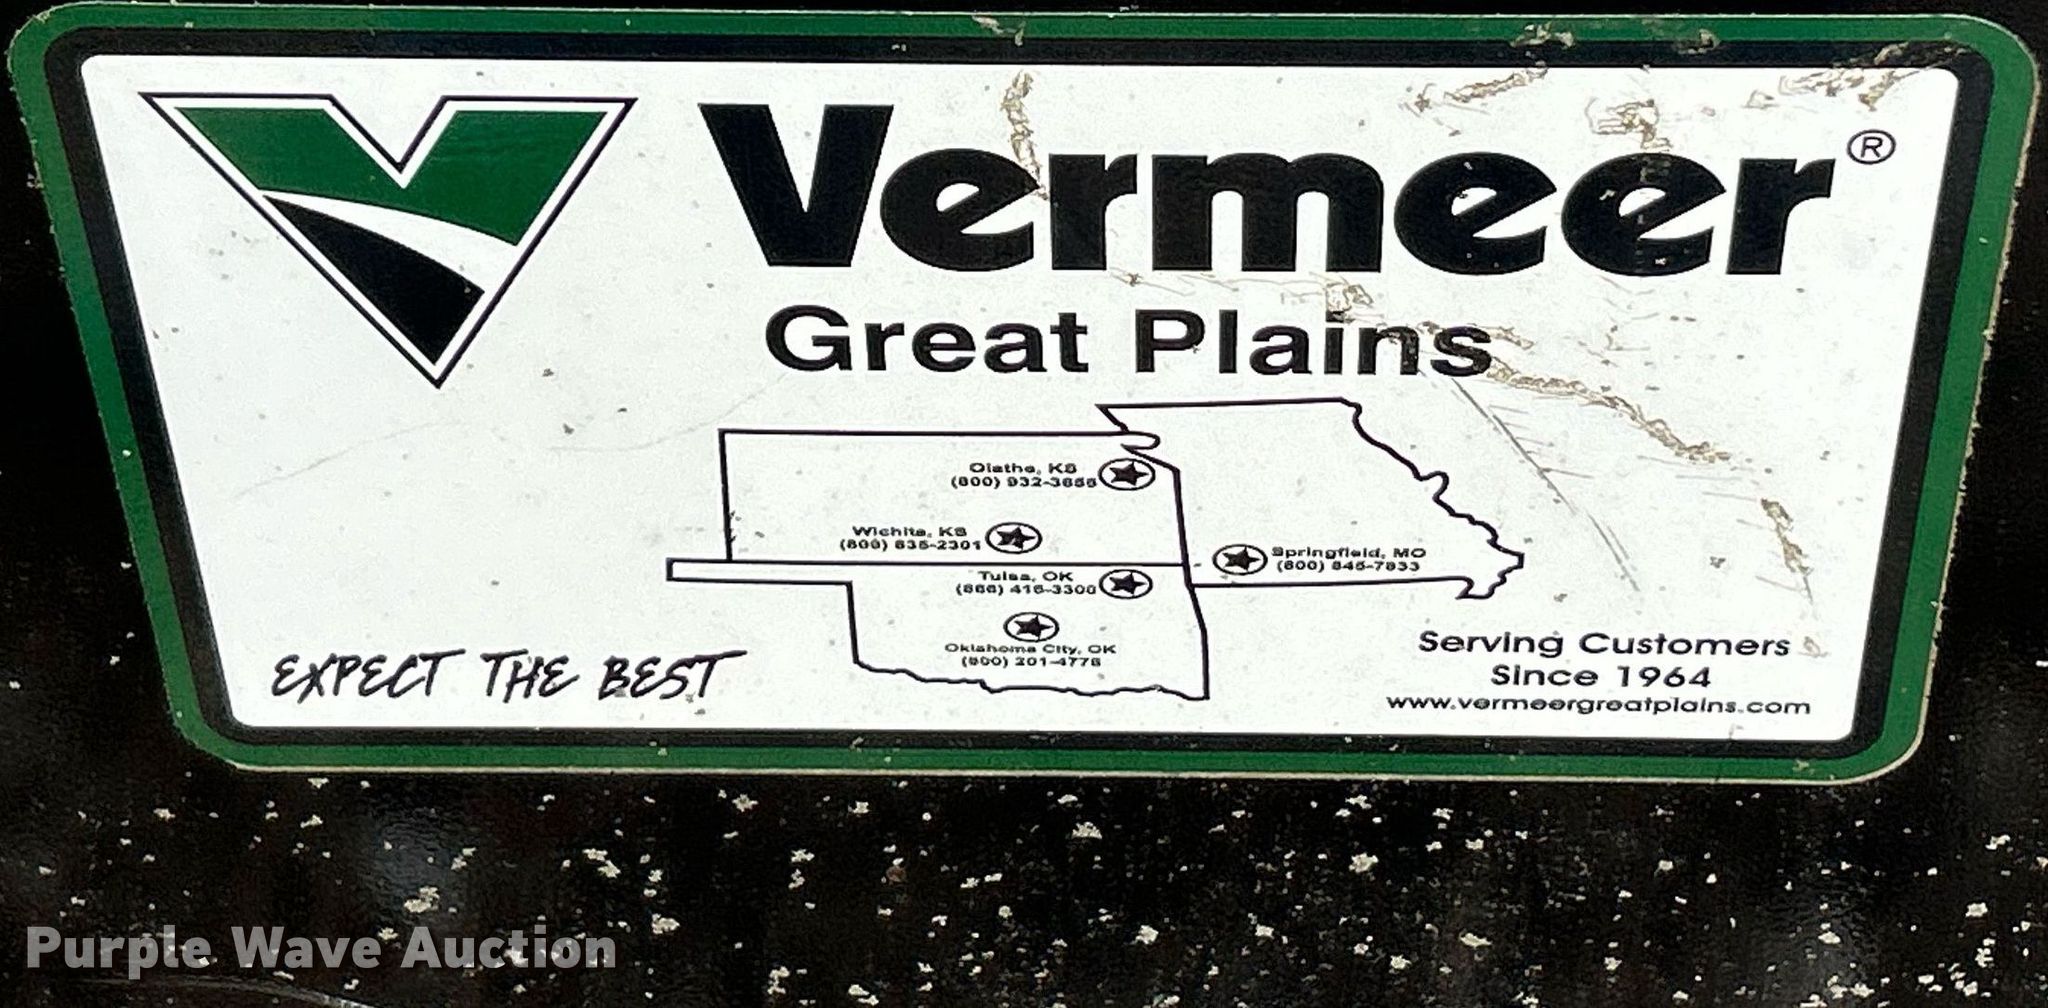 Vermeer®
Great Plains
Olathe, KS
(800) 932-3655
Wichita, KS
(800) 835-2301
Springfield, MO
(800) 845-7833
Tulsa, OK
(866) 416-3300
Oklahoma City, OK
(800) 201-4778
EXPECT THE BEST
Serving Customers
Since 1964
www.vermeergreatplains.com
Purple Wave Auction